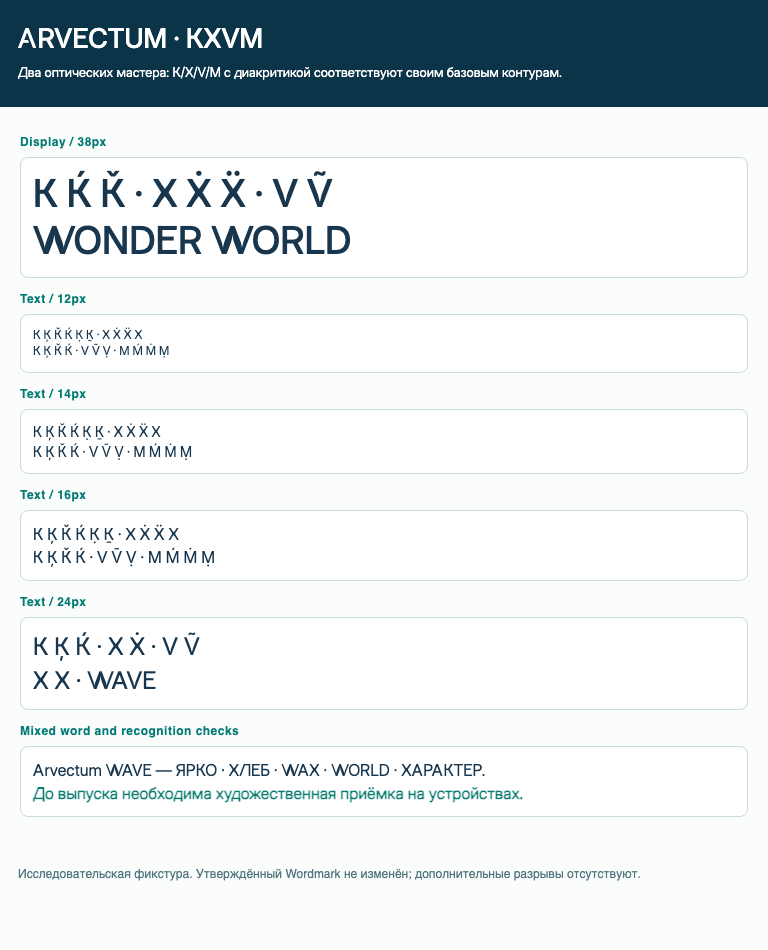 ARVECTUM · KXVM
Два оптических мастера: K/X/V/M с диакритикой соответствуют своим базовым контурам.
Display / 38px
K Ḱ Ǩ · X Ẋ Ẍ · V Ṽ
WONDER WORLD
Text / 12px
K Ķ Ǩ Ḱ Ḳ Ḵ · X Ẋ Ẍ X
K Ķ Ǩ Ḱ · V Ṽ Ṿ · M Ḿ Ṁ Ṃ
Text / 14px
K Ķ Ǩ Ḱ Ḳ Ḵ · X Ẋ Ẍ X
K Ķ Ǩ Ḱ · V Ṽ Ṿ · M Ḿ Ṁ Ṃ
Text / 16px
K Ķ Ǩ Ḱ Ḳ Ḵ · X Ẋ Ẍ X
K Ķ Ǩ Ḱ · V Ṽ Ṿ · M Ḿ Ṁ Ṃ
Text / 24px
K Ķ Ḱ · X Ẋ · V Ṽ
X X · WAVE
Mixed word and recognition checks
Arvectum WAVE — ЯРКО · ХЛЕБ · WAX · WORLD · ХАРАКТЕР.
До выпуска необходима художественная приёмка на устройствах.
Исследовательская фикстура. Утверждённый Wordmark не изменён; дополнительные разрывы отсутствуют.